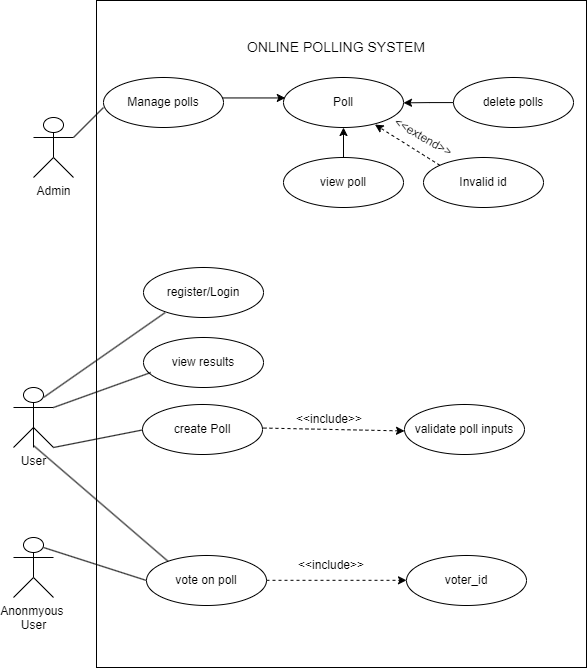 ONLINE POLLING SYSTEM
Manage polls
Poll
delete polls
<<extend>>
view poll
Invalid id
Admin
register/Login
view results
create Poll
<<include>>
validate poll inputs
User
vote on poll
<<include>>
voter_id
Anonmyous
User